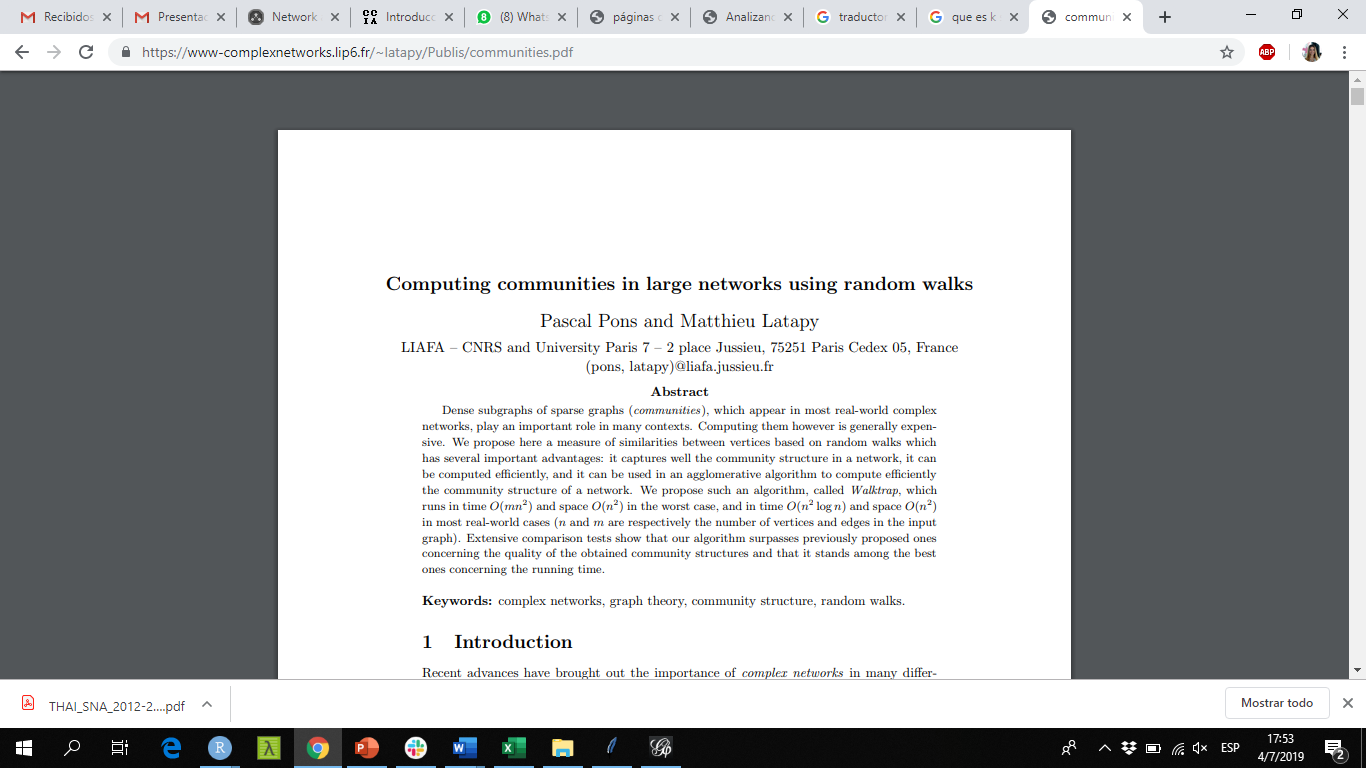 Recibidos
Presentac
Network
Introducc
(8) Whats
páginas
Analizand
traductor
que es k
commun
https://www-complexnetworks.lip6.fr/~latapy/Publis/communities.pdf
ABP
Computing communities in large networks using random walks
Pascal Pons and Matthieu Latapy
LIAFA – CNRS and University Paris 7 – 2 place Jussieu, 75251 Paris Cedex 05, France
(pons, latapy)@liafa.jussieu.fr
Abstract
Dense subgraphs of sparse graphs (communities), which appear in most real-world complex
networks, play an important role in many contexts. Computing them however is generally expen-
sive. We propose here a measure of similarities between vertices based on random walks which
has several important advantages: it captures well the community structure in a network, it can
be computed efficiently, and it can be used in an agglomerative algorithm to compute efficiently
the community structure of a network. We propose such an algorithm, called Walktrap, which
runs in time O(mn²) and space O(n²) in the worst case, and in time O(n² log n) and space O(n²)
in most real-world cases (n and m are respectively the number of vertices and edges in the input
graph). Extensive comparison tests show that our algorithm surpasses previously proposed ones
concerning the quality of the obtained community structures and that it stands among the best
ones concerning the running time.
Keywords: complex networks, graph theory, community structure, random walks.
1 Introduction
Recent advances have brought out the importance of complex networks in many differ-
THAI_SNA_2012-2....pdf
Mostrar todo
ESP
17:53
4/7/2019
2